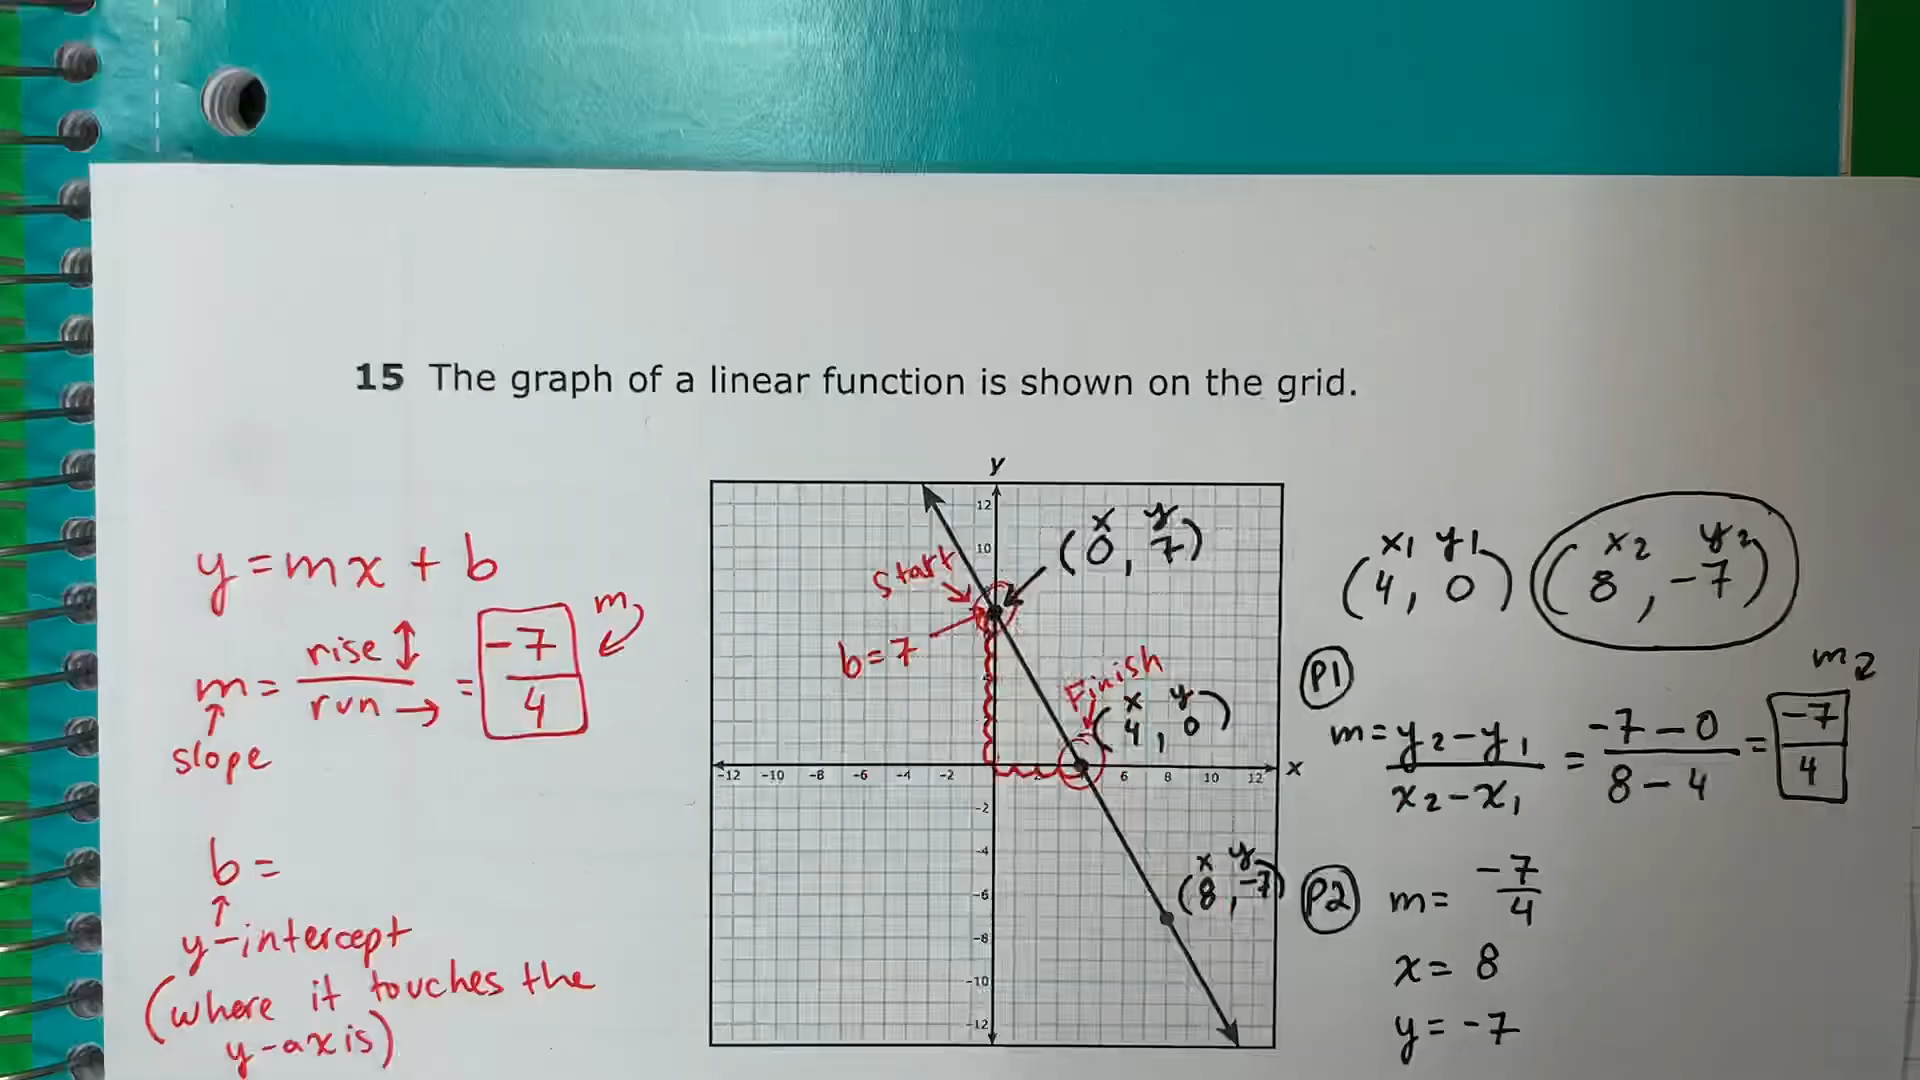 15 The graph of a linear function is shown on the grid.
y = mx + b
m = rise ↕ / run → = -7/4
m
↑
slope
b =
↑
y-intercept
(where it touches the
y-axis)
y
12
10
x y
(0, 7)
Start
b = 7
Finish
x y
(4, 0)
-12 -10 -8 -6 -4 -2 2 6 8 10 12 x
-2
-4
-6
-8
-10
-12
x y
(8, -7)
x1 y1
(4, 0)
x2 y2
(8, -7)
P1
m = y2 - y1 / x2 - x1 = -7 - 0 / 8 - 4 = -7/4
m
P2 m = -7/4
x = 8
y = -7